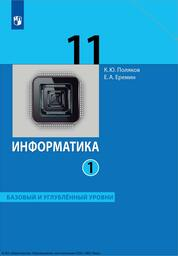 11
К. Ю. Поляков
Е. А. Еремин
ИНФОРМАТИКА
1
БАЗОВЫЙ И УГЛУБЛЁННЫЙ УРОВНИ